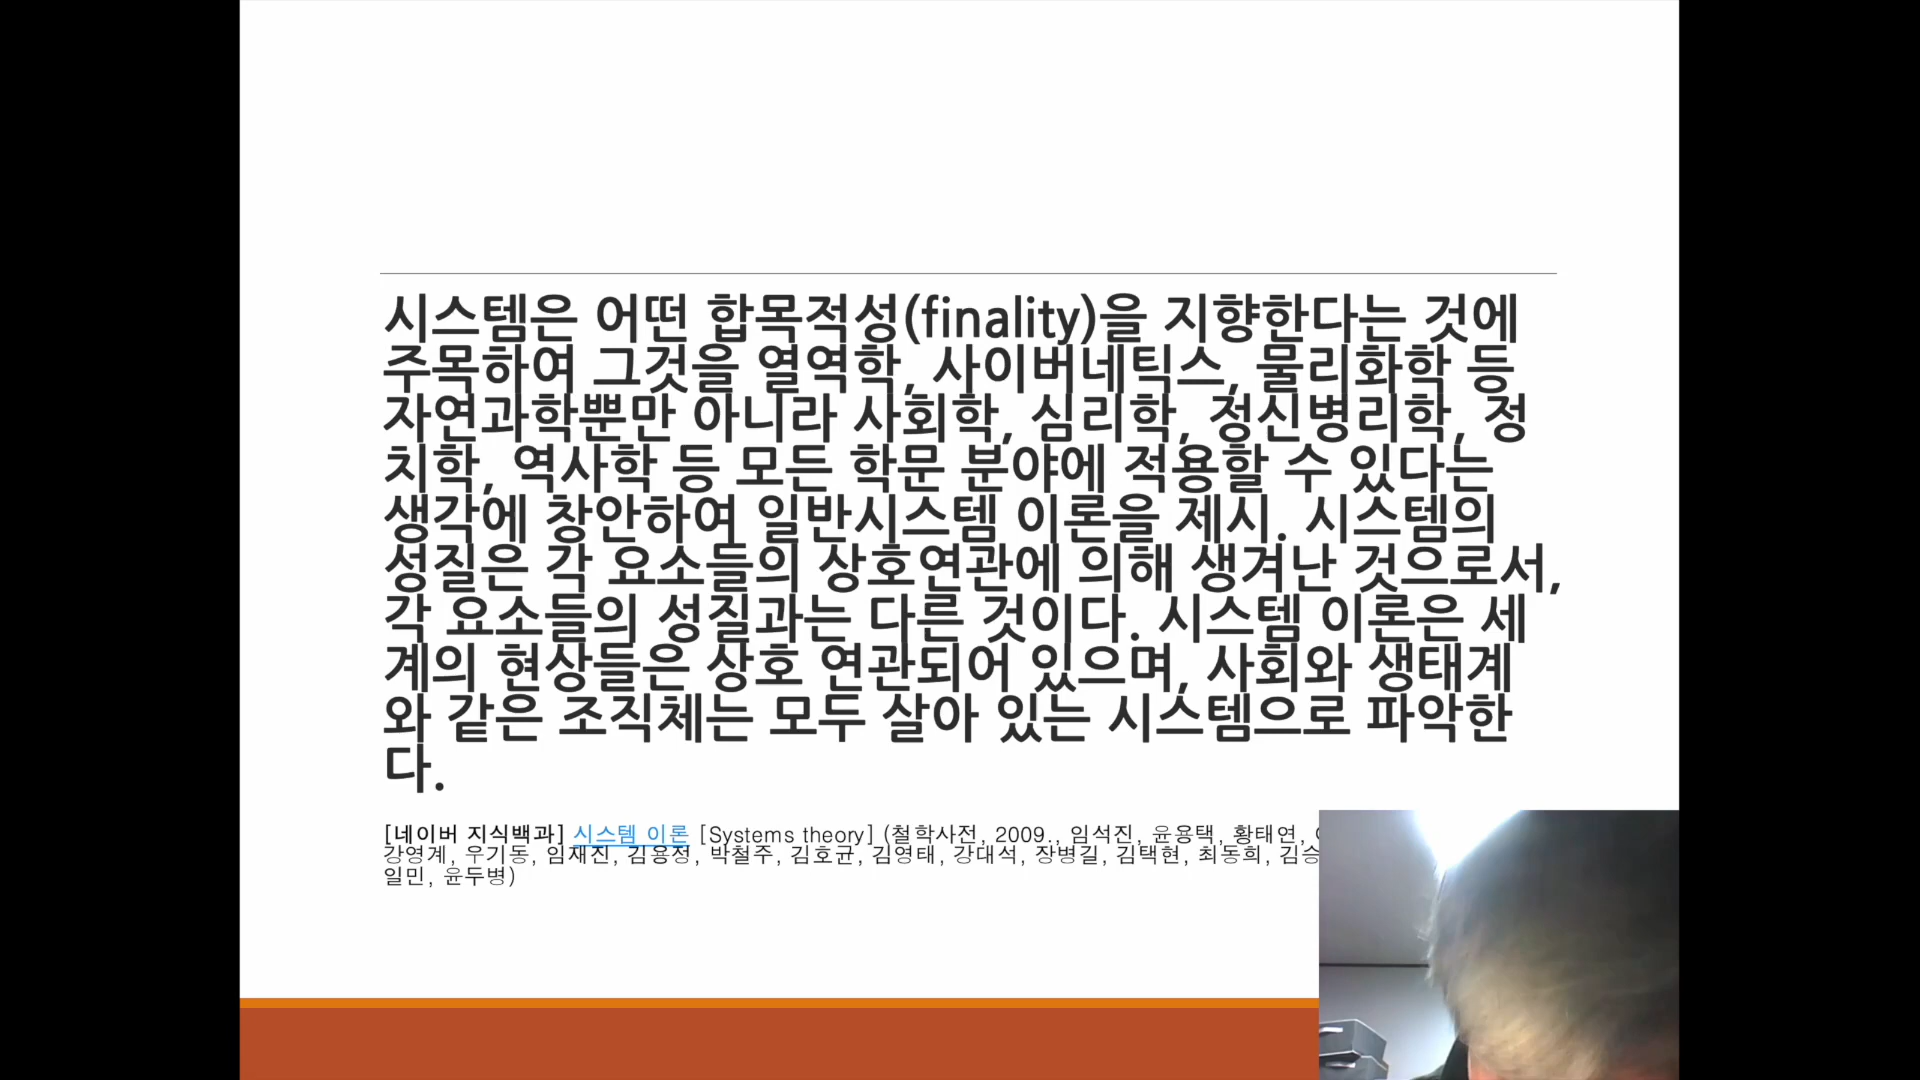 시스템은 어떤 합목적성(finality)을 지향한다는 것에
주목하여 그것을 열역학, 사이버네틱스, 물리화학 등
자연과학뿐만 아니라 사회학, 심리학, 정신병리학, 정
치학, 역사학 등 모든 학문 분야에 적용할 수 있다는
생각에 창안하여 일반시스템 이론을 제시. 시스템의
성질은 각 요소들의 상호연관에 의해 생겨난 것으로서,
각 요소들의 성질과는 다른 것이다. 시스템 이론은 세
계의 현상들은 상호 연관되어 있으며, 사회와 생태계
와 같은 조직체는 모두 살아 있는 시스템으로 파악한
다.
[네이버 지식백과] 시스템 이론 [Systems theory] (철학사전, 2009., 임석진, 윤용택, 황태연,
강영계, 우기동, 임재진, 김용정, 박철주, 김호균, 김영태, 강대석, 장병길, 김택현, 최동희,
일민, 윤두병)